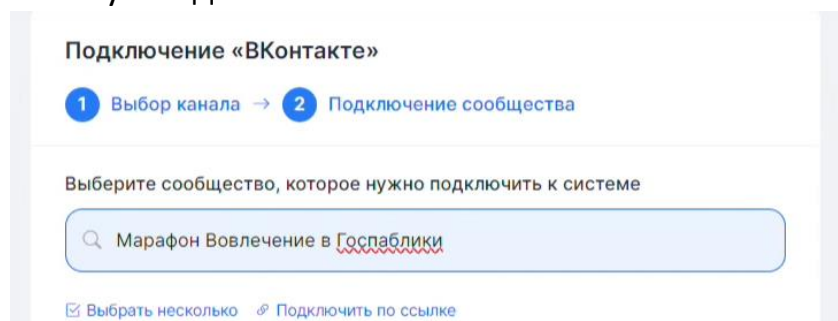 Подключение «ВКонтакте»
1 Выбор канала → 2 Подключение сообщества
Выберите сообщество, которое нужно подключить к системе
Марафон Вовлечение в Госпаблики
Выбрать несколько Подключить по ссылке